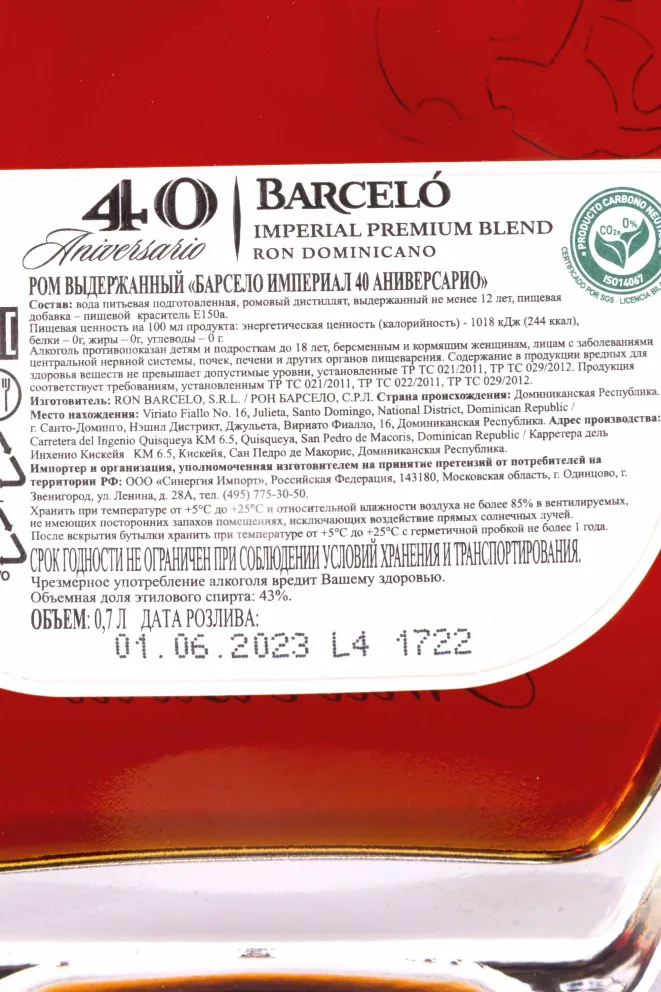 40 Aniversario
BARCELÓ
IMPERIAL PREMIUM BLEND
RON DOMINICANO
PRODUCTO CARBONO
CO₂e 0%
ISO14067
CERTIFICADO POR SGS · LICENCIA
РОМ ВЫДЕРЖАННЫЙ «БАРСЕЛО ИМПЕРИАЛ 40 АНИВЕРСАРИО»
Состав: вода питьевая подготовленная, ромовый дистиллят, выдержанный не менее 12 лет, пищевая
добавка – пищевой краситель Е150а.
Пищевая ценность на 100 мл продукта: энергетическая ценность (калорийность) - 1018 кДж (244 ккал),
белки – 0г, жиры – 0г, углеводы – 0 г.
Алкоголь противопоказан детям и подросткам до 18 лет, берсменным и кормящим женщинам, лицам с заболеваниями
центральной нервной системы, почек, печени и других органов пищеварения. Содержание в продукции вредных для
здоровья веществ не превышает допустимые уровни, установленные ТР ТС 021/2011, ТР ТС 029/2012. Продукция
соответствует требованиям, установленным ТР ТС 021/2011, ТР ТС 022/2011, ТР ТС 029/2012.
Изготовитель: RON BARCELO, S.R.L. / РОН БАРСЕЛО, С.Р.Л. Страна происхождения: Доминиканская Республика.
Место нахождения: Viriato Fiallo No. 16, Julieta, Santo Domingo, National District, Dominican Republic /
г. Санто-Доминго, Нэшнл Дистрикт, Джульета, Вириато Фиалло, 16, Доминиканская Республика. Адрес производства:
Carretera del Ingenio Quisqueya KM 6.5, Quisqueya, San Pedro de Macoris, Dominican Republic / Карретера дель
Инхенио Кискейя КМ 6.5, Кискейя, Сан Педро де Макорис, Доминиканская Республика.
Импортер и организация, уполномоченная изготовителем на принятие претензий от потребителей на
территории РФ: ООО «Синергия Импорт», Российская Федерация, 143180, Московская область, г. Одинцово, г.
Звенигород, ул. Ленина, д. 28А, тел. (495) 775-30-50.
Хранить при температуре от +5°С до +25°С и относительной влажности воздуха не более 85% в вентилируемых,
не имеющих посторонних запахов помещениях, исключающих воздействие прямых солнечных лучей.
После вскрытия бутылки хранить при температуре от +5°С до +25°С с герметичной пробкой не более 1 года.
СРОК ГОДНОСТИ НЕ ОГРАНИЧЕН ПРИ СОБЛЮДЕНИИ УСЛОВИЙ ХРАНЕНИЯ И ТРАНСПОРТИРОВАНИЯ.
Чрезмерное употребление алкоголя вредит Вашему здоровью.
Объемная доля этилового спирта: 43%.
ОБЪЕМ: 0,7 Л ДАТА РОЗЛИВА:
01.06.2023 L4 1722